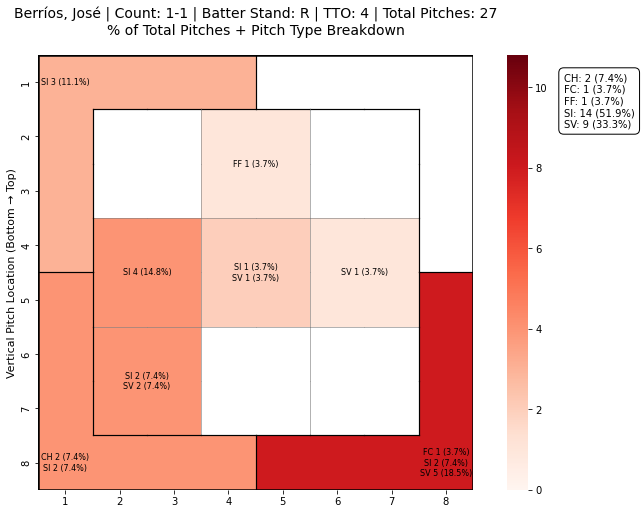 Berríos, José | Count: 1-1 | Batter Stand: R | TTO: 4 | Total Pitches: 27
% of Total Pitches + Pitch Type Breakdown
CH: 2 (7.4%)
FC: 1 (3.7%)
FF: 1 (3.7%)
SI: 14 (51.9%)
SV: 9 (33.3%)
Vertical Pitch Location (Bottom → Top)
1
2
3
4
5
6
7
8
SI 3 (11.1%)
FF 1 (3.7%)
SI 4 (14.8%)
SI 1 (3.7%)
SV 1 (3.7%)
SV 1 (3.7%)
SI 2 (7.4%)
SV 2 (7.4%)
CH 2 (7.4%)
SI 2 (7.4%)
FC 1 (3.7%)
SI 2 (7.4%)
SV 5 (18.5%)
1
2
3
4
5
6
7
8
10
8
6
4
2
0